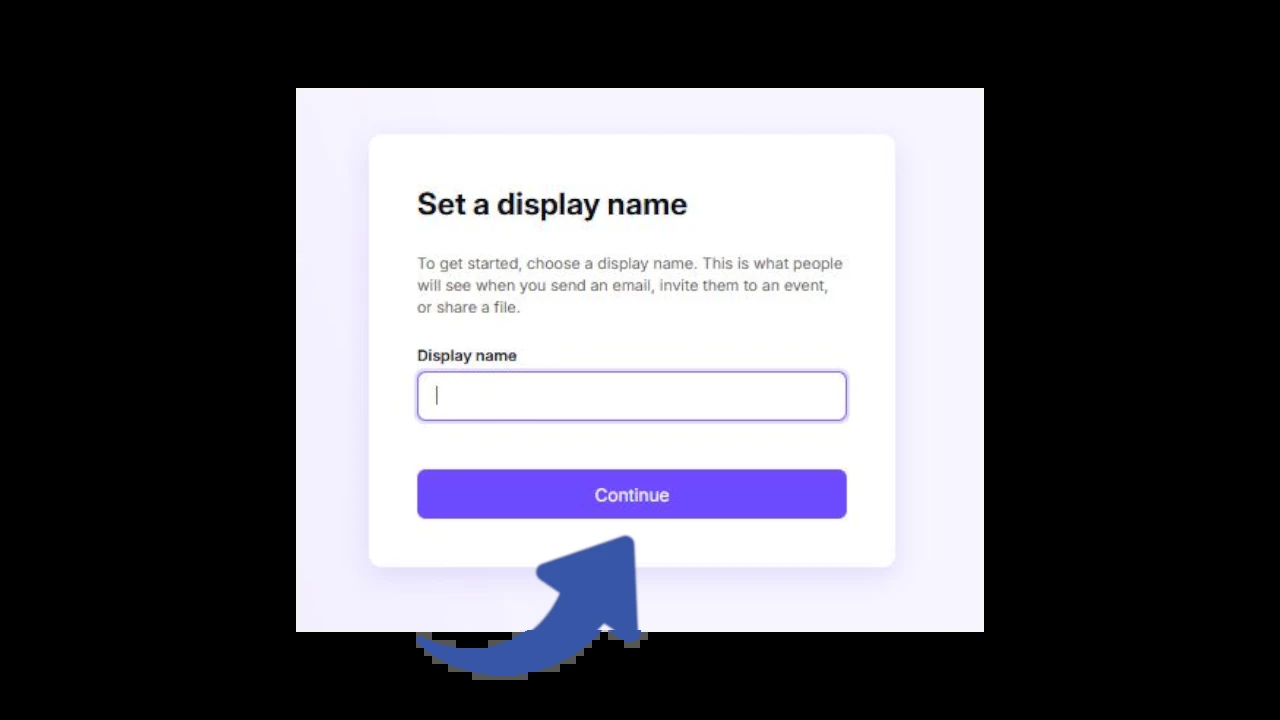 Set a display name
To get started, choose a display name. This is what people
will see when you send an email, invite them to an event,
or share a file.
Display name
Continue